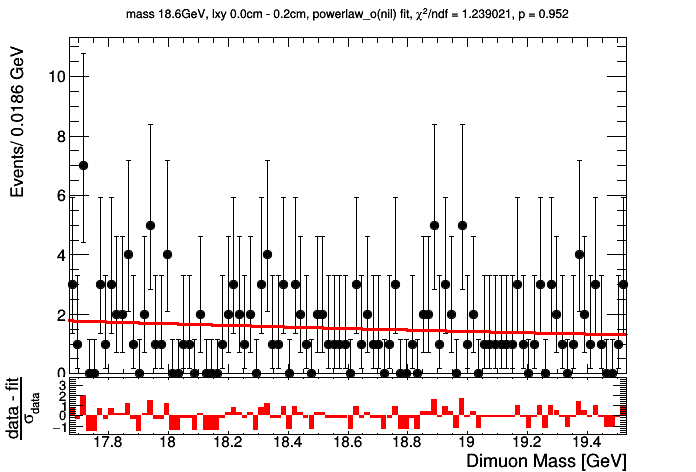 mass 18.6GeV, lxy 0.0cm - 0.2cm, powerlaw_o(nil) fit, χ²/ndf = 1.239021, p = 0.952
Events/ 0.0186 GeV
10
8
6
4
2
0
data - fit
σdata
3
2
1
0
−1
17.8 18 18.2 18.4 18.6 18.8 19 19.2 19.4
Dimuon Mass [GeV]